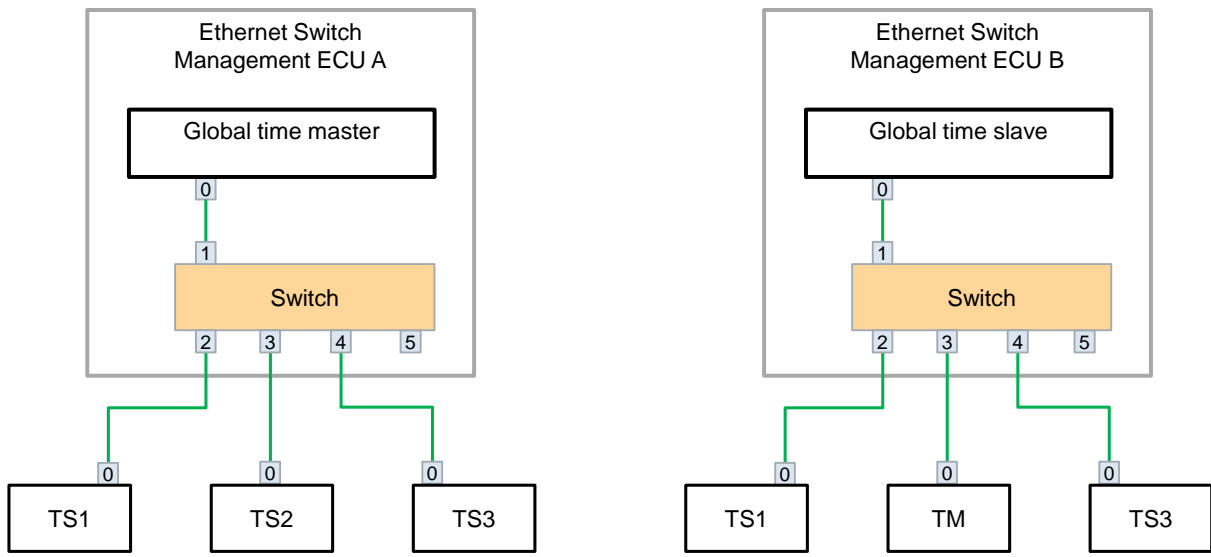 Ethernet Switch
Management ECU A
Global time master
0
1
Switch
2 3 4 5
0 0 0
TS1 TS2 TS3
Ethernet Switch
Management ECU B
Global time slave
0
1
Switch
2 3 4 5
0 0 0
TS1 TM TS3